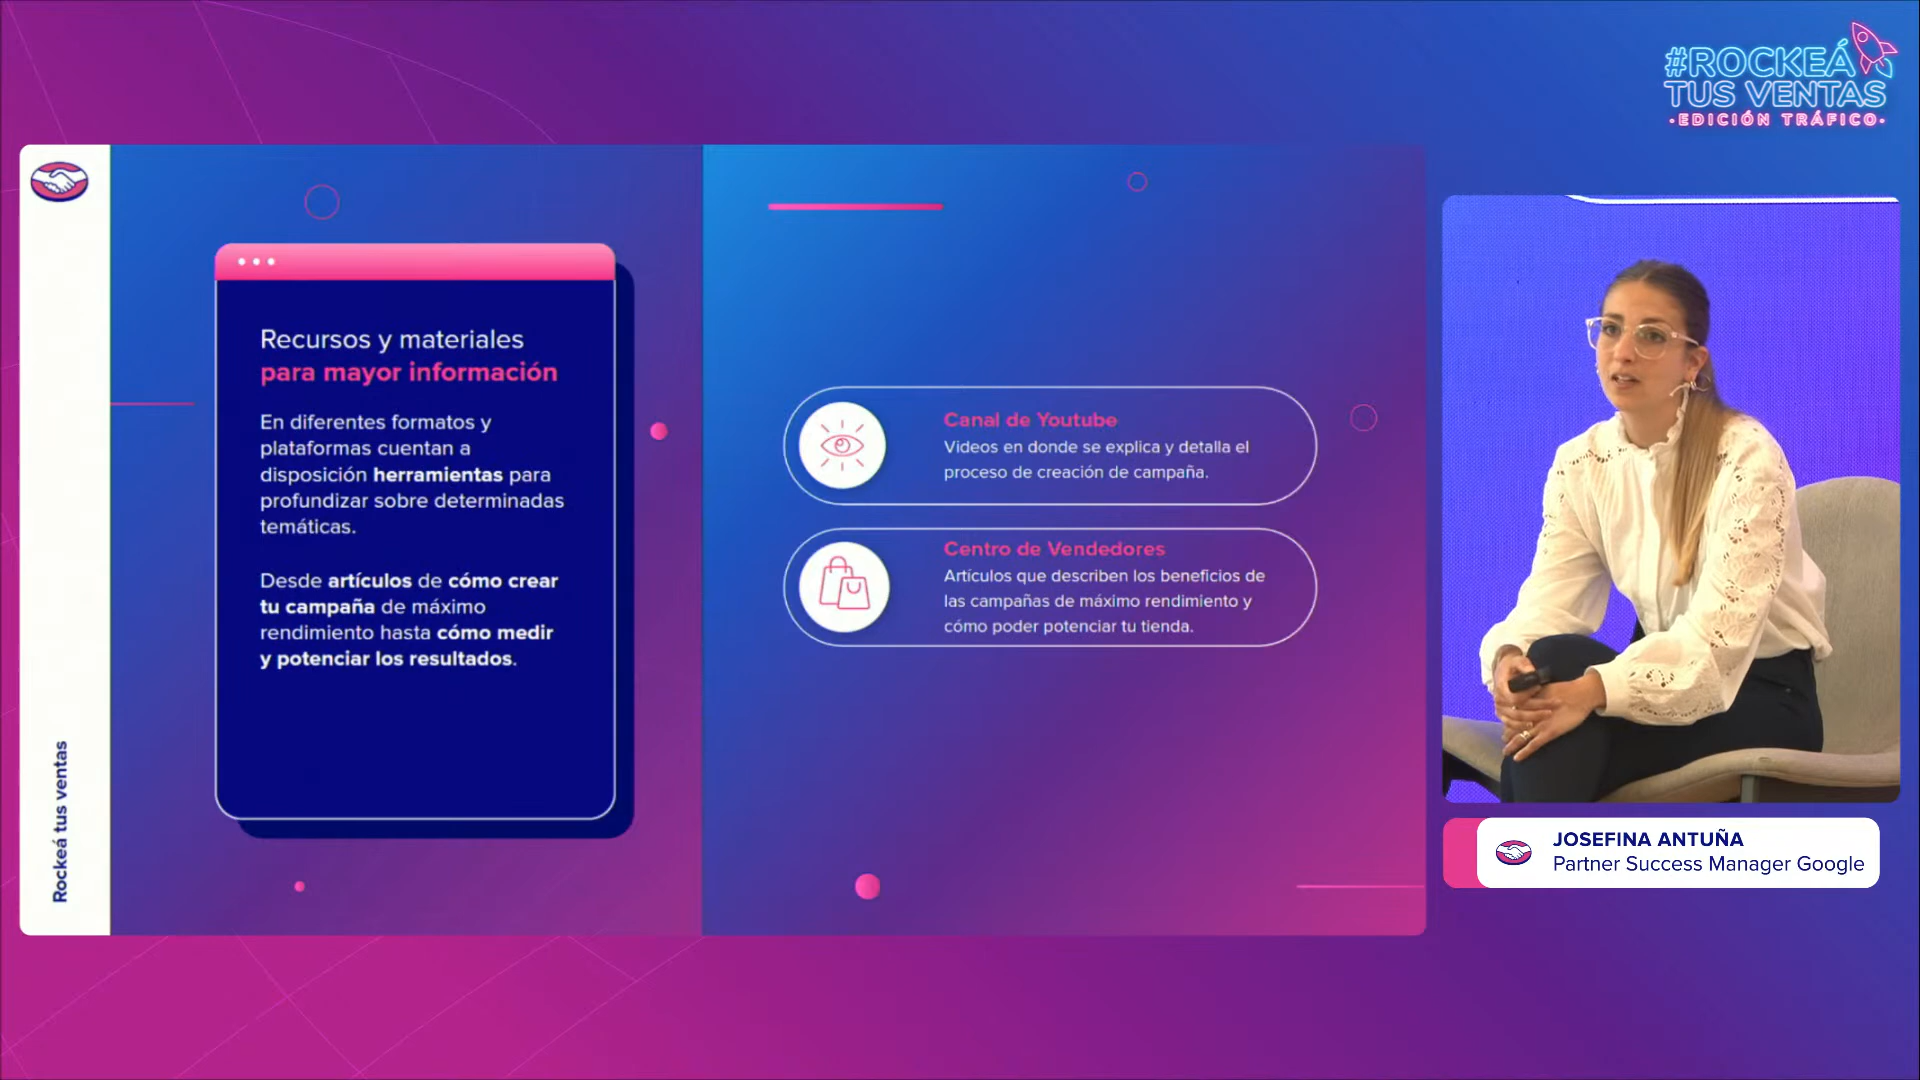 #ROCKEÁ
TUS VENTAS
•EDICIÓN TRÁFICO•
Rockeá tus ventas
Recursos y materiales
para mayor información
En diferentes formatos y
plataformas cuentan a
disposición herramientas para
profundizar sobre determinadas
temáticas.
Desde artículos de cómo crear
tu campaña de máximo
rendimiento hasta cómo medir
y potenciar los resultados.
Canal de Youtube
Videos en donde se explica y detalla el
proceso de creación de campaña.
Centro de Vendedores
Artículos que describen los beneficios de
las campañas de máximo rendimiento y
cómo poder potenciar tu tienda.
JOSEFINA ANTUÑA
Partner Success Manager Google